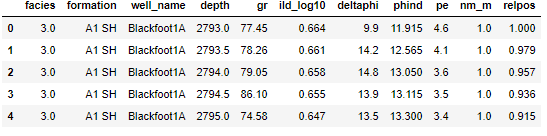 facies formation well_name depth gr ild_log10 deltaphi phind pe nm_m relpos
0 3.0 A1 SH Blackfoot1A 2793.0 77.45 0.664 9.9 11.915 4.6 1.0 1.000
1 3.0 A1 SH Blackfoot1A 2793.5 78.26 0.661 14.2 12.565 4.1 1.0 0.979
2 3.0 A1 SH Blackfoot1A 2794.0 79.05 0.658 14.8 13.050 3.6 1.0 0.957
3 3.0 A1 SH Blackfoot1A 2794.5 86.10 0.655 13.9 13.115 3.5 1.0 0.936
4 3.0 A1 SH Blackfoot1A 2795.0 74.58 0.647 13.5 13.300 3.4 1.0 0.915